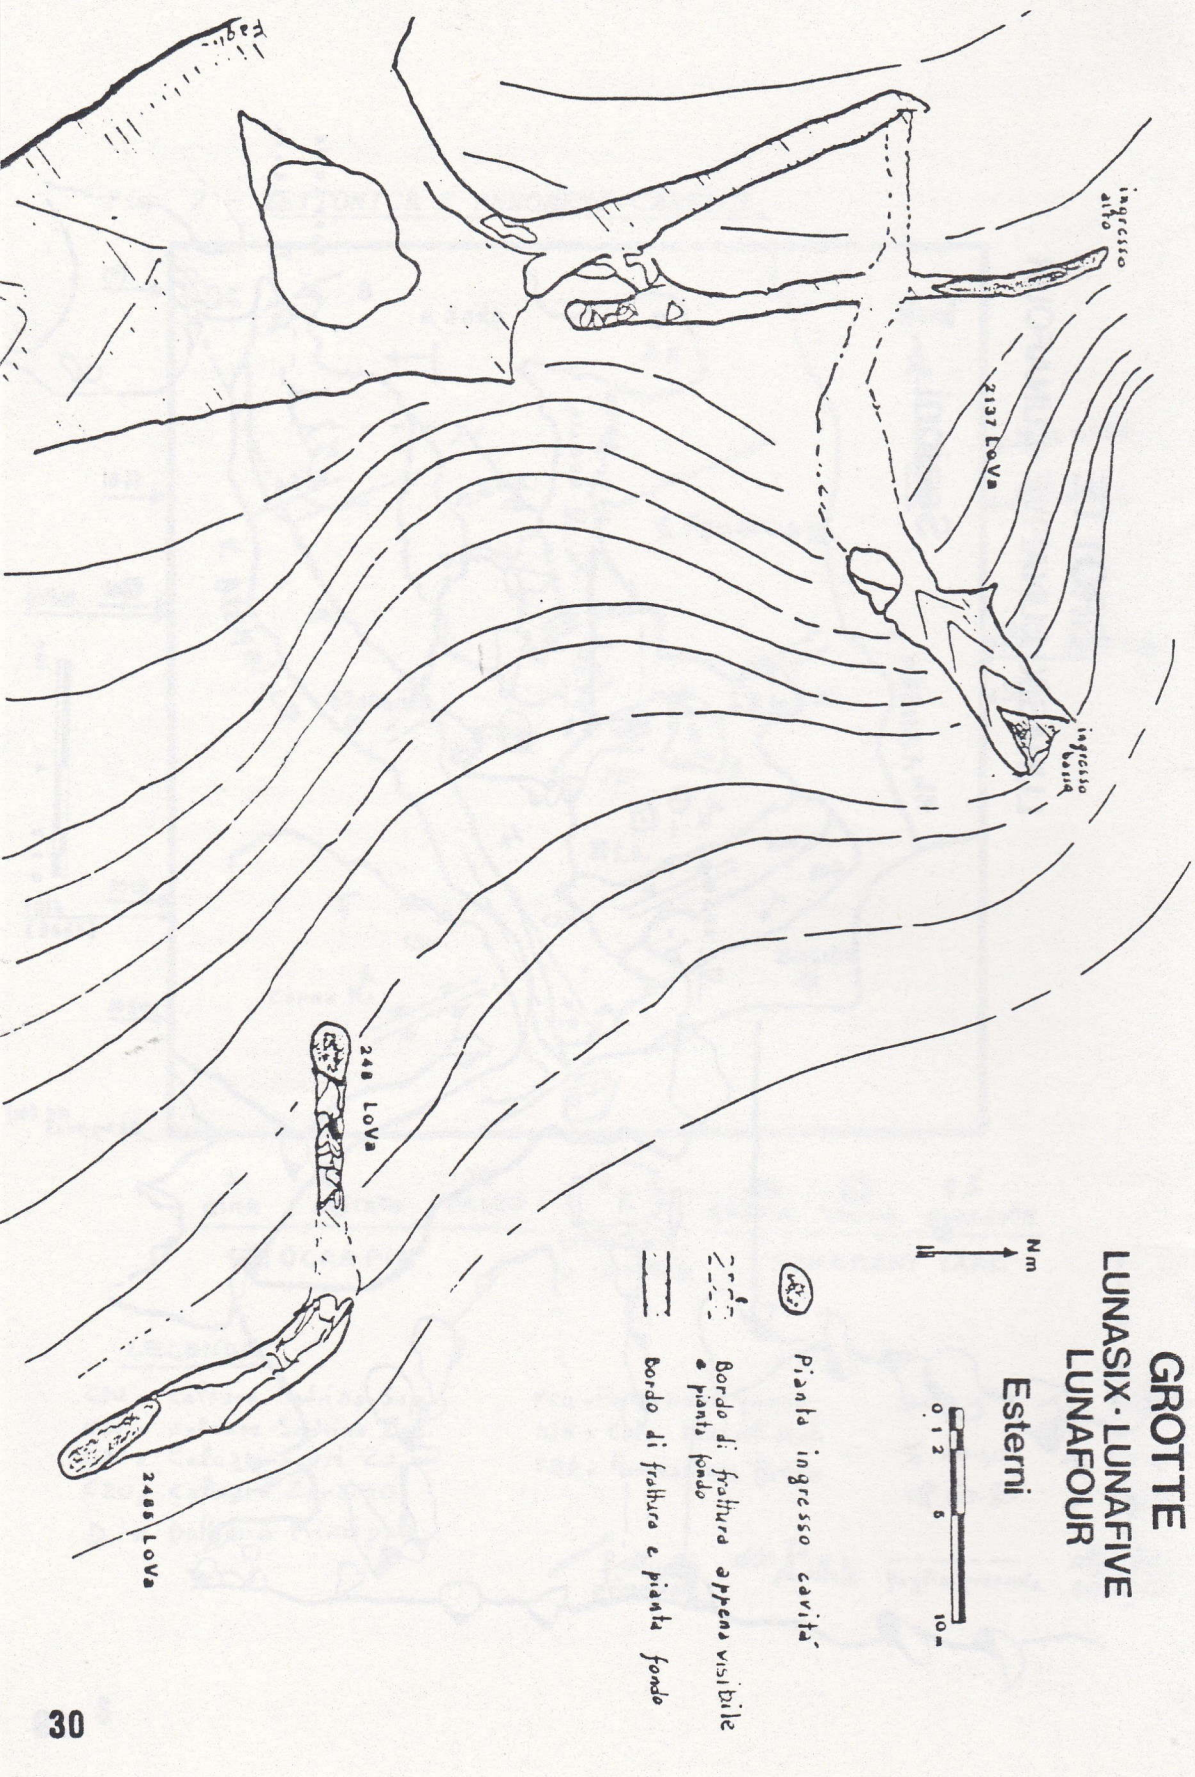 GROTTE
LUNASIX·LUNAFIVE
LUNAFOUR
Esterni
0 1 2 5 10m
Nm
Pianta ingresso cavità
Bordo di frattura appena visibile
e pianta fondo
Bordo di frattura e pianta fondo
ingresso
alto
2137 LoVa
ingresso
basso
248 LoVa
LoVa
30